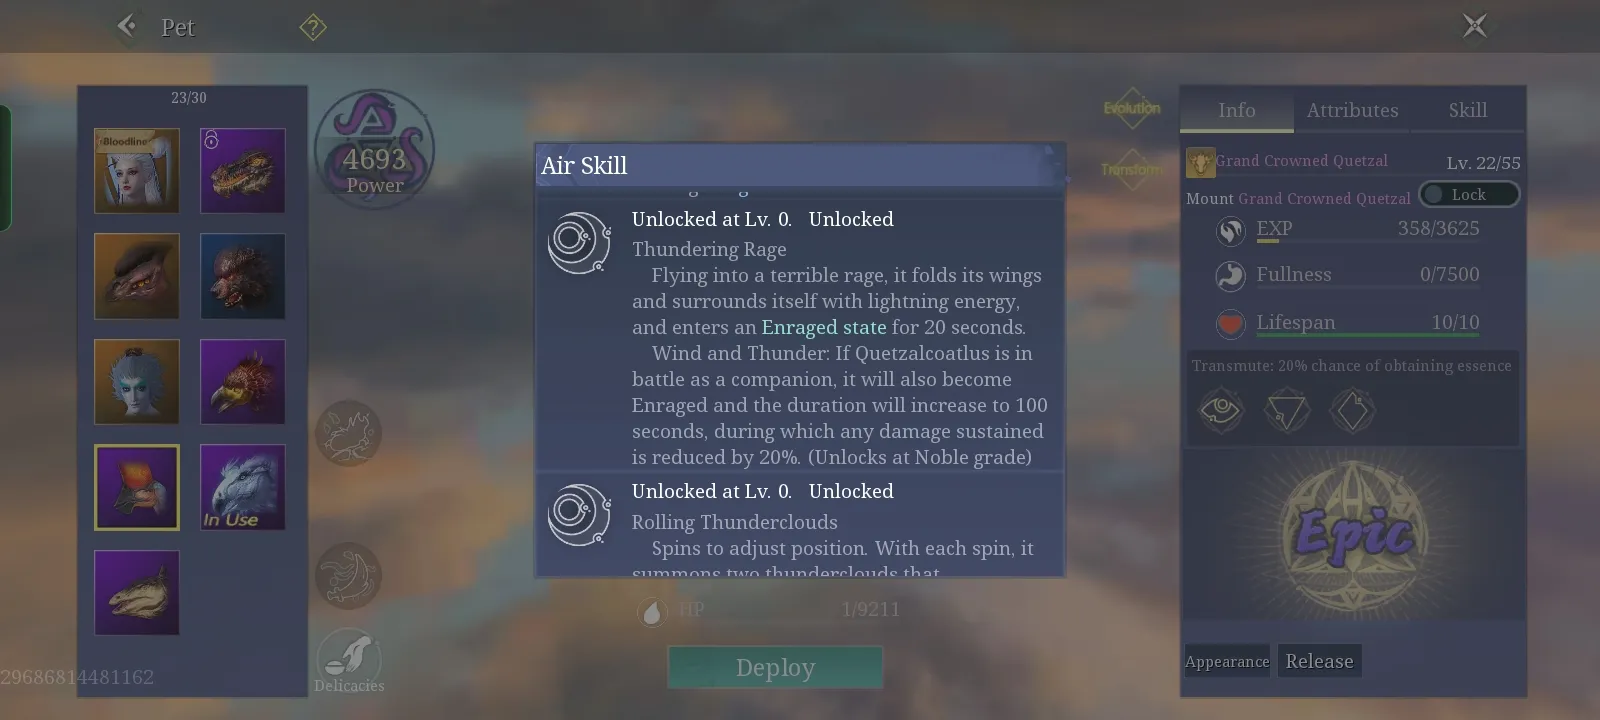 Pet
?
23/30
Bloodline
4693
Power
In Use
Delicacies
29686814481162
Air Skill
Unlocked at Lv. 0. Unlocked
Thundering Rage
Flying into a terrible rage, it folds its wings
and surrounds itself with lightning energy,
and enters an Enraged state for 20 seconds.
Wind and Thunder: If Quetzalcoatlus is in
battle as a companion, it will also become
Enraged and the duration will increase to 100
seconds, during which any damage sustained
is reduced by 20%. (Unlocks at Noble grade)
Unlocked at Lv. 0. Unlocked
Rolling Thunderclouds
Spins to adjust position. With each spin, it
summons two thunderclouds that
HP 1/9211
Deploy
Evolution
Transform
Info Attributes Skill
Grand Crowned Quetzal Lv. 22/55
Mount Grand Crowned Quetzal Lock
EXP 358/3625
Fullness 0/7500
Lifespan 10/10
Transmute: 20% chance of obtaining essence
Epic
Appearance Release